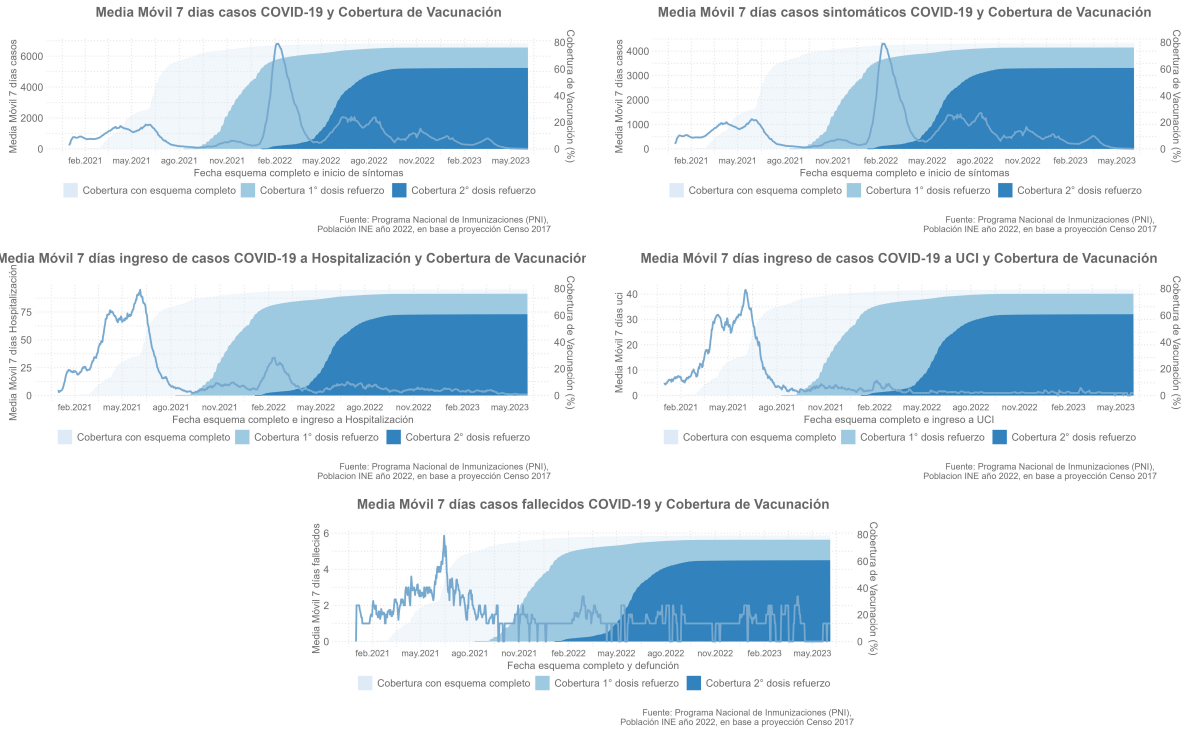 Media Móvil 7 dias casos COVID-19 y Cobertura de Vacunación
Media Móvil 7 días casos
6000
4000
2000
0
80
60
40
20
0
Cobertura de Vacunación (%)
feb.2021 may.2021 ago.2021 nov.2021 feb.2022 may.2022 ago.2022 nov.2022 feb.2023 may.2023
Fecha esquema completo e inicio de síntomas
Cobertura con esquema completo Cobertura 1° dosis refuerzo Cobertura 2° dosis refuerzo
Fuente: Programa Nacional de Inmunizaciones (PNI),
Población INE año 2022, en base a proyección Censo 2017
Media Móvil 7 días casos sintomáticos COVID-19 y Cobertura de Vacunación
Media Móvil 7 días casos
4000
3000
2000
1000
0
80
60
40
20
0
Cobertura de Vacunación (%)
feb.2021 may.2021 ago.2021 nov.2021 feb.2022 may.2022 ago.2022 nov.2022 feb.2023 may.2023
Fecha esquema completo e inicio de síntomas
Cobertura con esquema completo Cobertura 1° dosis refuerzo Cobertura 2° dosis refuerzo
Fuente: Programa Nacional de Inmunizaciones (PNI),
Población INE año 2022, en base a proyección Censo 2017
Media Móvil 7 días ingreso de casos COVID-19 a Hospitalización y Cobertura de Vacunación
Media Móvil 7 días Hospitalización
75
50
25
0
80
60
40
20
0
Cobertura de Vacunación (%)
feb.2021 may.2021 ago.2021 nov.2021 feb.2022 may.2022 ago.2022 nov.2022 feb.2023 may.2023
Fecha esquema completo e ingreso a Hospitalización
Cobertura con esquema completo Cobertura 1° dosis refuerzo Cobertura 2° dosis refuerzo
Fuente: Programa Nacional de Inmunizaciones (PNI),
Poblacion INE año 2022, en base a proyección Censo 2017
Media Móvil 7 días ingreso de casos COVID-19 a UCI y Cobertura de Vacunación
Media Móvil 7 días uci
40
30
20
10
0
80
60
40
20
0
Cobertura de Vacunación (%)
feb.2021 may.2021 ago.2021 nov.2021 feb.2022 may.2022 ago.2022 nov.2022 feb.2023 may.2023
Fecha esquema completo e ingreso a UCI
Cobertura con esquema completo Cobertura 1° dosis refuerzo Cobertura 2° dosis refuerzo
Fuente: Programa Nacional de Inmunizaciones (PNI),
Poblacion INE año 2022, en base a proyección Censo 2017
Media Móvil 7 días casos fallecidos COVID-19 y Cobertura de Vacunación
Media Móvil 7 días fallecidos
6
4
2
0
80
60
40
20
0
Cobertura de Vacunación (%)
feb.2021 may.2021 ago.2021 nov.2021 feb.2022 may.2022 ago.2022 nov.2022 feb.2023 may.2023
Fecha esquema completo y defunción
Cobertura con esquema completo Cobertura 1° dosis refuerzo Cobertura 2° dosis refuerzo
Fuente: Programa Nacional de Inmunizaciones (PNI),
Población INE año 2022, en base a proyección Censo 2017